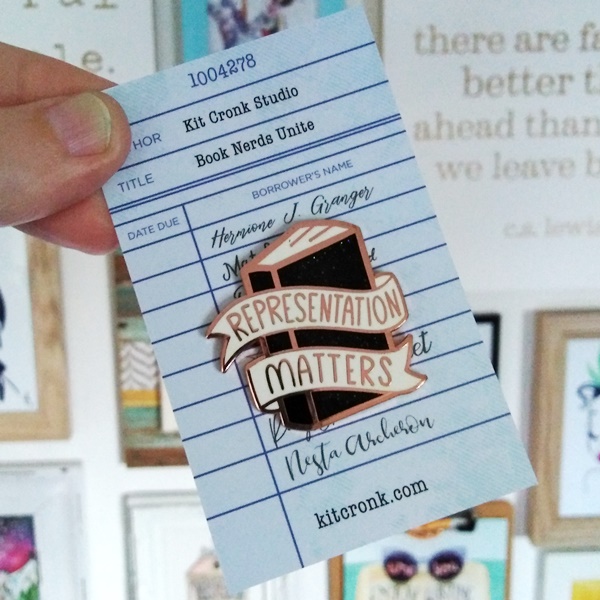 1004278
HOR Kit Cronk Studio
TITLE Book Nerds Unite
DATE DUE BORROWER'S NAME
Hermione J. Granger
REPRESENTATION
MATTERS
Nesta Archeron
kitcronk.com
there are fa
better th
ahead than
we leave b
c.s. lewis